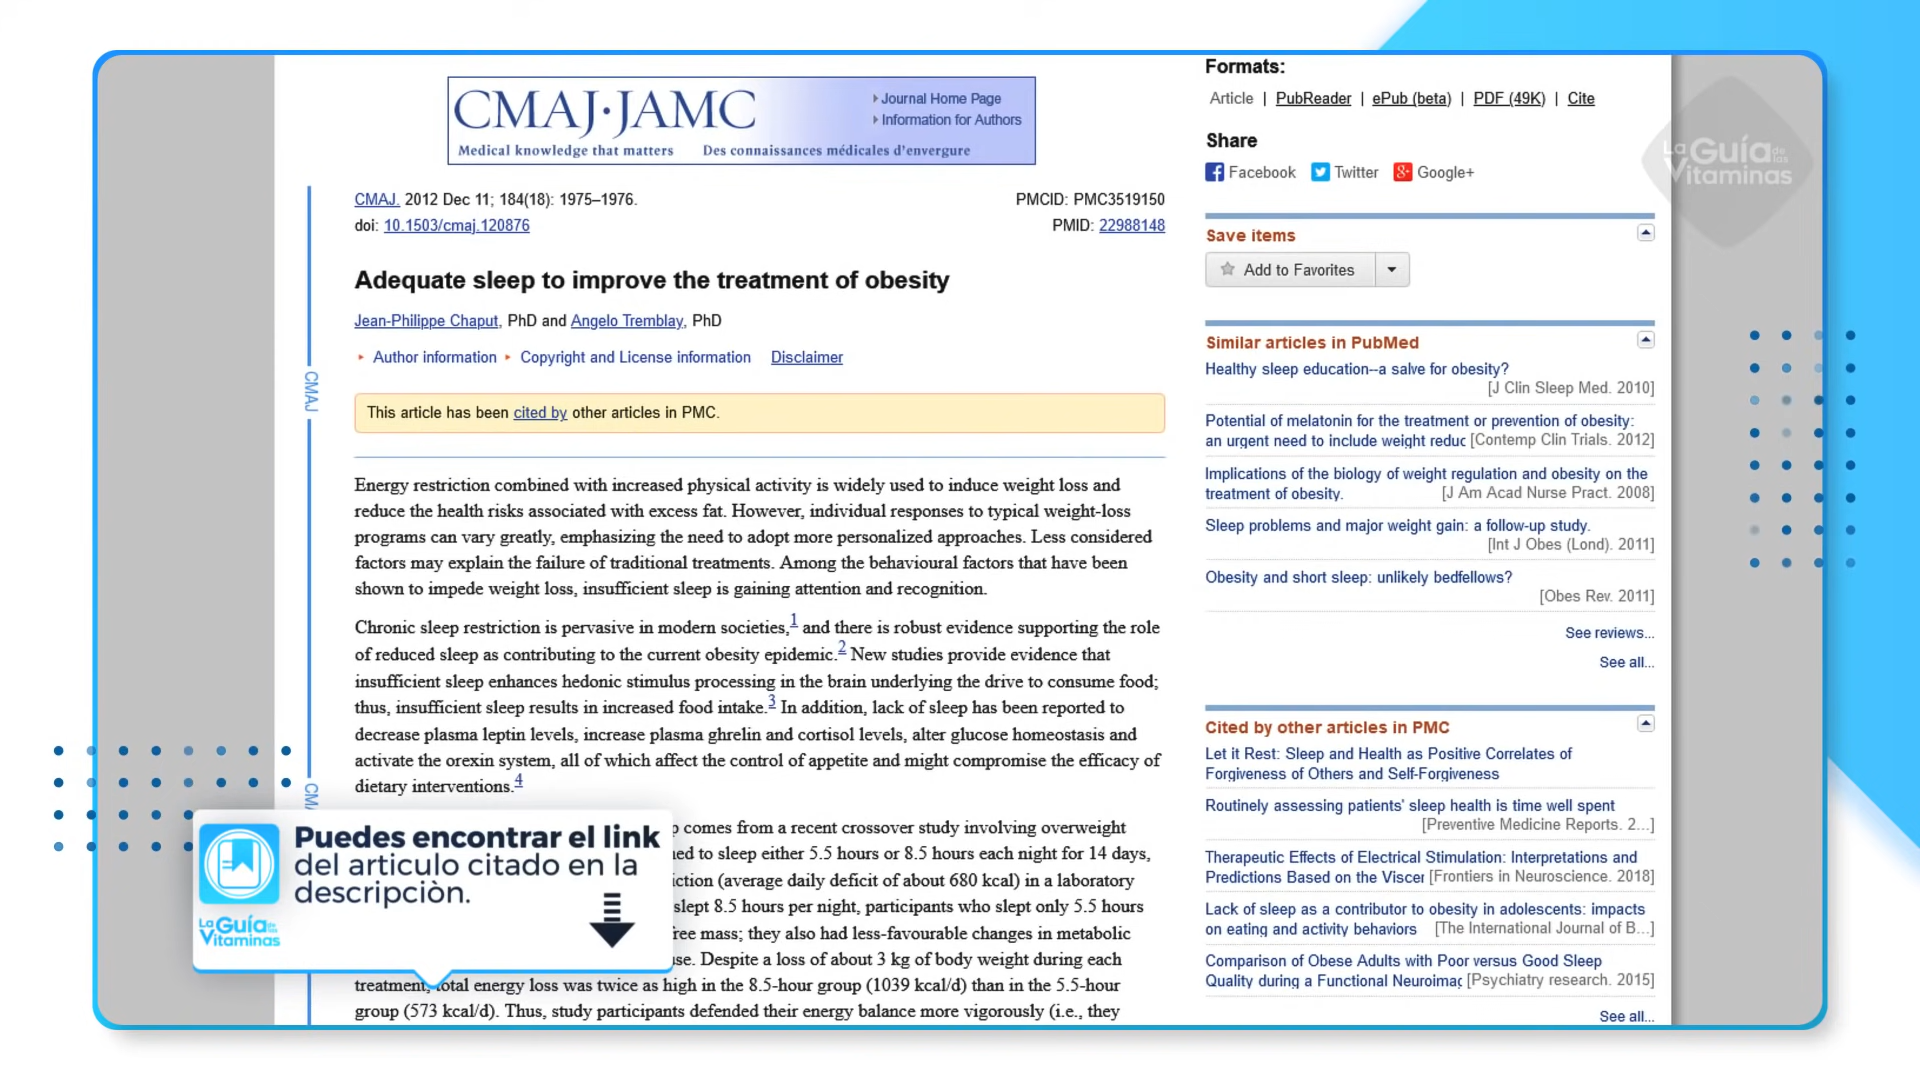 CMAJ·JAMC
Medical knowledge that matters Des connaissances médicales d'envergure
Journal Home Page
Information for Authors
CMAJ. 2012 Dec 11; 184(18): 1975–1976.
doi: 10.1503/cmaj.120876
PMCID: PMC3519150
PMID: 22988148
Adequate sleep to improve the treatment of obesity
Jean-Philippe Chaput, PhD and Angelo Tremblay, PhD
Author information Copyright and License information Disclaimer
This article has been cited by other articles in PMC.
CMAJ
Energy restriction combined with increased physical activity is widely used to induce weight loss and
reduce the health risks associated with excess fat. However, individual responses to typical weight-loss
programs can vary greatly, emphasizing the need to adopt more personalized approaches. Less considered
factors may explain the failure of traditional treatments. Among the behavioural factors that have been
shown to impede weight loss, insufficient sleep is gaining attention and recognition.
Chronic sleep restriction is pervasive in modern societies,1 and there is robust evidence supporting the role
of reduced sleep as contributing to the current obesity epidemic.2 New studies provide evidence that
insufficient sleep enhances hedonic stimulus processing in the brain underlying the drive to consume food;
thus, insufficient sleep results in increased food intake.3 In addition, lack of sleep has been reported to
decrease plasma leptin levels, increase plasma ghrelin and cortisol levels, alter glucose homeostasis and
activate the orexin system, all of which affect the control of appetite and might compromise the efficacy of
dietary interventions.4
comes from a recent crossover study involving overweight
to sleep either 5.5 hours or 8.5 hours each night for 14 days,
(average daily deficit of about 680 kcal) in a laboratory
slept 8.5 hours per night, participants who slept only 5.5 hours
mass; they also had less-favourable changes in metabolic
Despite a loss of about 3 kg of body weight during each
treatment, total energy loss was twice as high in the 8.5-hour group (1039 kcal/d) than in the 5.5-hour
group (573 kcal/d). Thus, study participants defended their energy balance more vigorously (i.e., they
Puedes encontrar el link
del articulo citado en la
descripciòn.
La Guía de las
Vitaminas
Formats:
Article | PubReader | ePub (beta) | PDF (49K) | Cite
Share
Facebook Twitter Google+
Save items
Add to Favorites
Similar articles in PubMed
Healthy sleep education--a salve for obesity?
[J Clin Sleep Med. 2010]
Potential of melatonin for the treatment or prevention of obesity:
an urgent need to include weight reduc [Contemp Clin Trials. 2012]
Implications of the biology of weight regulation and obesity on the
treatment of obesity. [J Am Acad Nurse Pract. 2008]
Sleep problems and major weight gain: a follow-up study.
[Int J Obes (Lond). 2011]
Obesity and short sleep: unlikely bedfellows?
[Obes Rev. 2011]
See reviews...
See all...
Cited by other articles in PMC
Let it Rest: Sleep and Health as Positive Correlates of
Forgiveness of Others and Self-Forgiveness
Routinely assessing patients' sleep health is time well spent
[Preventive Medicine Reports. 2...]
Therapeutic Effects of Electrical Stimulation: Interpretations and
Predictions Based on the Viscer [Frontiers in Neuroscience. 2018]
Lack of sleep as a contributor to obesity in adolescents: impacts
on eating and activity behaviors [The International Journal of B...]
Comparison of Obese Adults with Poor versus Good Sleep
Quality during a Functional Neuroimag [Psychiatry research. 2015]
See all...
La Guía de las
Vitaminas